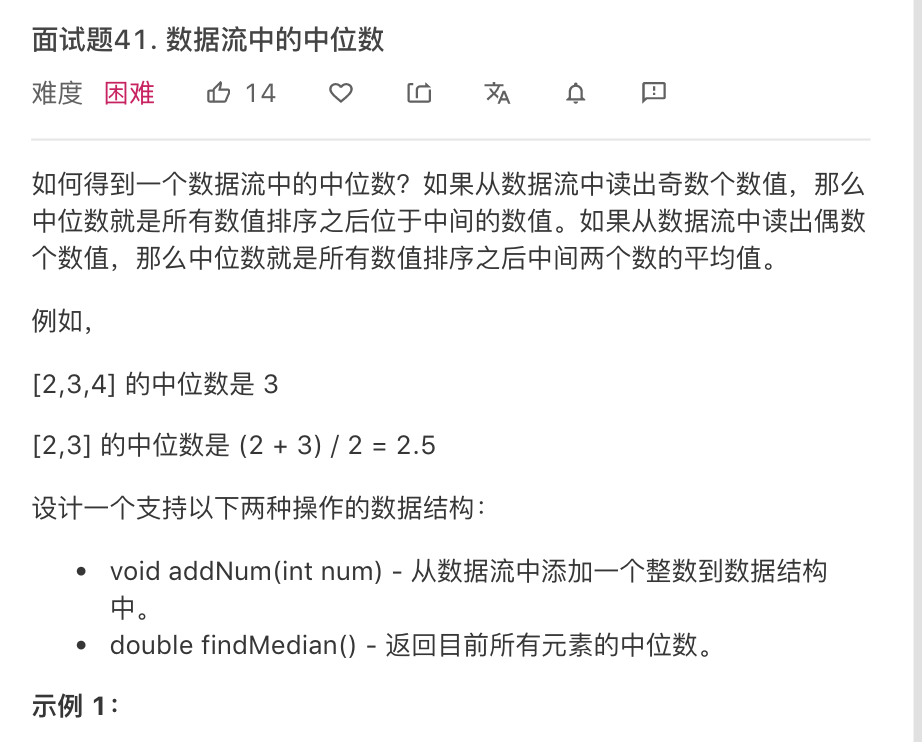 面试题41. 数据流中的中位数
难度 困难 14
如何得到一个数据流中的中位数？如果从数据流中读出奇数个数值，那么
中位数就是所有数值排序之后位于中间的数值。如果从数据流中读出偶数
个数值，那么中位数就是所有数值排序之后中间两个数的平均值。
例如，
[2,3,4] 的中位数是 3
[2,3] 的中位数是 (2 + 3) / 2 = 2.5
设计一个支持以下两种操作的数据结构：
• void addNum(int num) - 从数据流中添加一个整数到数据结构
中。
• double findMedian() - 返回目前所有元素的中位数。
示例 1：